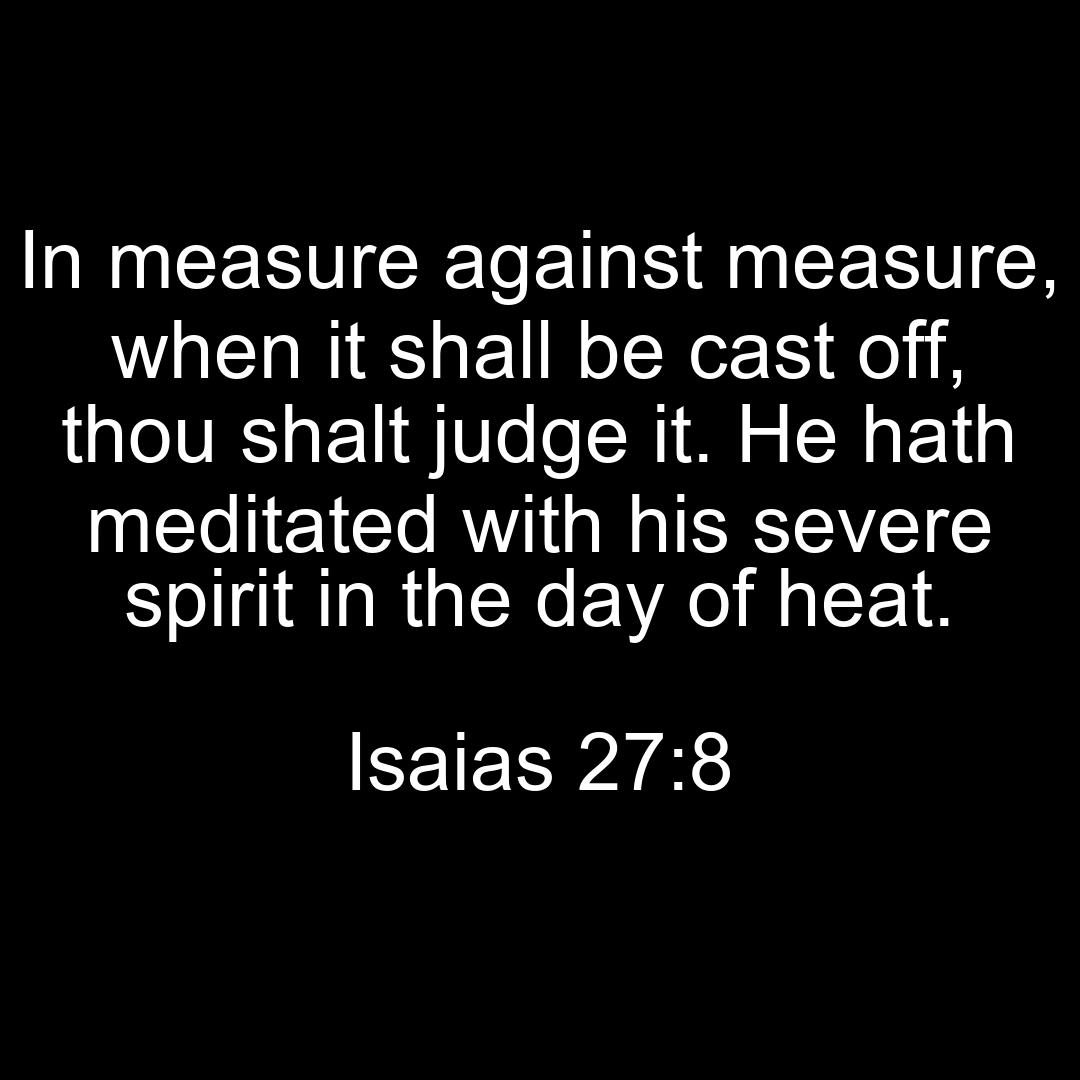 In measure against measure,
when it shall be cast off,
thou shalt judge it. He hath
meditated with his severe
spirit in the day of heat.
Isaias 27:8